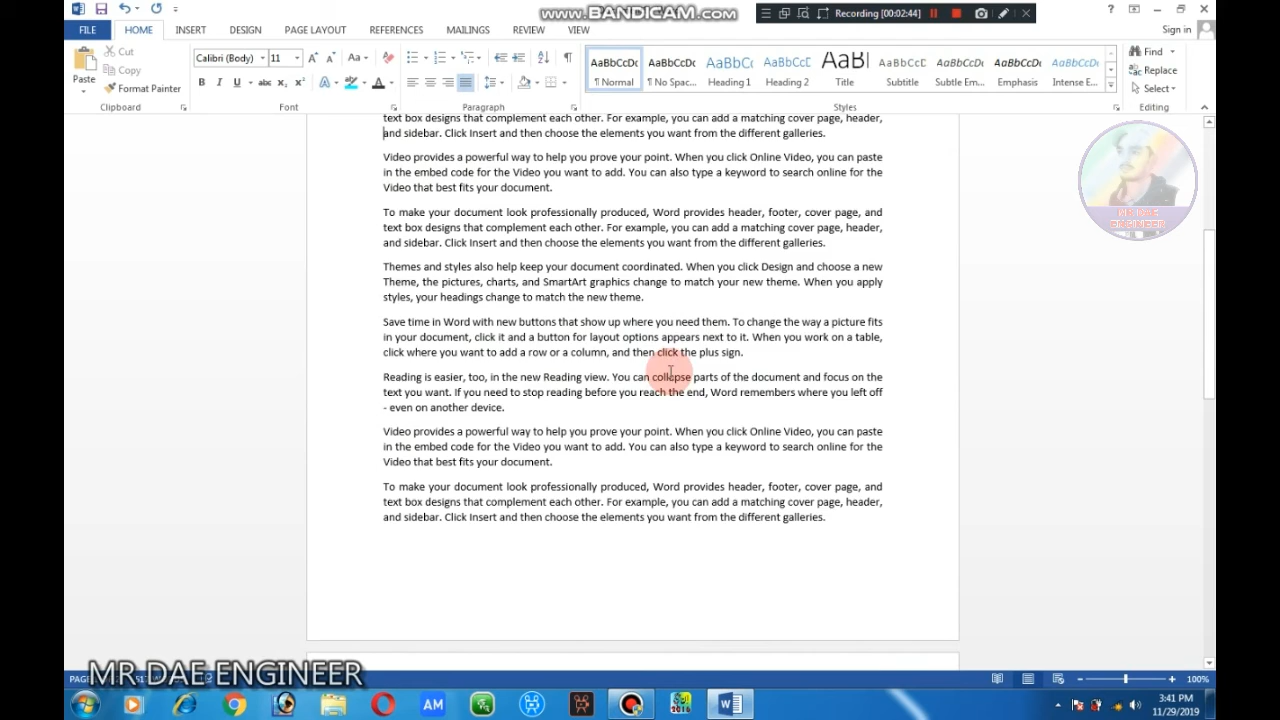 www.BANDICAM.com
Recording [00:02:44]
FILE
HOME
INSERT
DESIGN
PAGE LAYOUT
REFERENCES
MAILINGS
REVIEW
VIEW
Sign in
Paste
Cut
Copy
Format Painter
Clipboard
Calibri (Body)
11
Font
Paragraph
AaBbCcDc
¶ Normal
AaBbCcDc
¶ No Spac...
AaBbCc
Heading 1
AaBbCcC
Heading 2
AaBl
Title
AaBbCcD
Subtitle
AaBbCcDc
Subtle Em...
AaBbCcDc
Emphasis
AaBbCcDc
Intense E...
Styles
Find
Replace
Select
Editing
text box designs that complement each other. For example, you can add a matching cover page, header,
and sidebar. Click Insert and then choose the elements you want from the different galleries.
Video provides a powerful way to help you prove your point. When you click Online Video, you can paste
in the embed code for the Video you want to add. You can also type a keyword to search online for the
Video that best fits your document.
To make your document look professionally produced, Word provides header, footer, cover page, and
text box designs that complement each other. For example, you can add a matching cover page, header,
and sidebar. Click Insert and then choose the elements you want from the different galleries.
Themes and styles also help keep your document coordinated. When you click Design and choose a new
Theme, the pictures, charts, and SmartArt graphics change to match your new theme. When you apply
styles, your headings change to match the new theme.
Save time in Word with new buttons that show up where you need them. To change the way a picture fits
in your document, click it and a button for layout options appears next to it. When you work on a table,
click where you want to add a row or a column, and then click the plus sign.
Reading is easier, too, in the new Reading view. You can collapse parts of the document and focus on the
text you want. If you need to stop reading before you reach the end, Word remembers where you left off
- even on another device.
Video provides a powerful way to help you prove your point. When you click Online Video, you can paste
in the embed code for the Video you want to add. You can also type a keyword to search online for the
Video that best fits your document.
To make your document look professionally produced, Word provides header, footer, cover page, and
text box designs that complement each other. For example, you can add a matching cover page, header,
and sidebar. Click Insert and then choose the elements you want from the different galleries.
MR DAE
ENGINEER
MR DAE ENGINEER
100%
AM
3:41 PM
11/29/2019